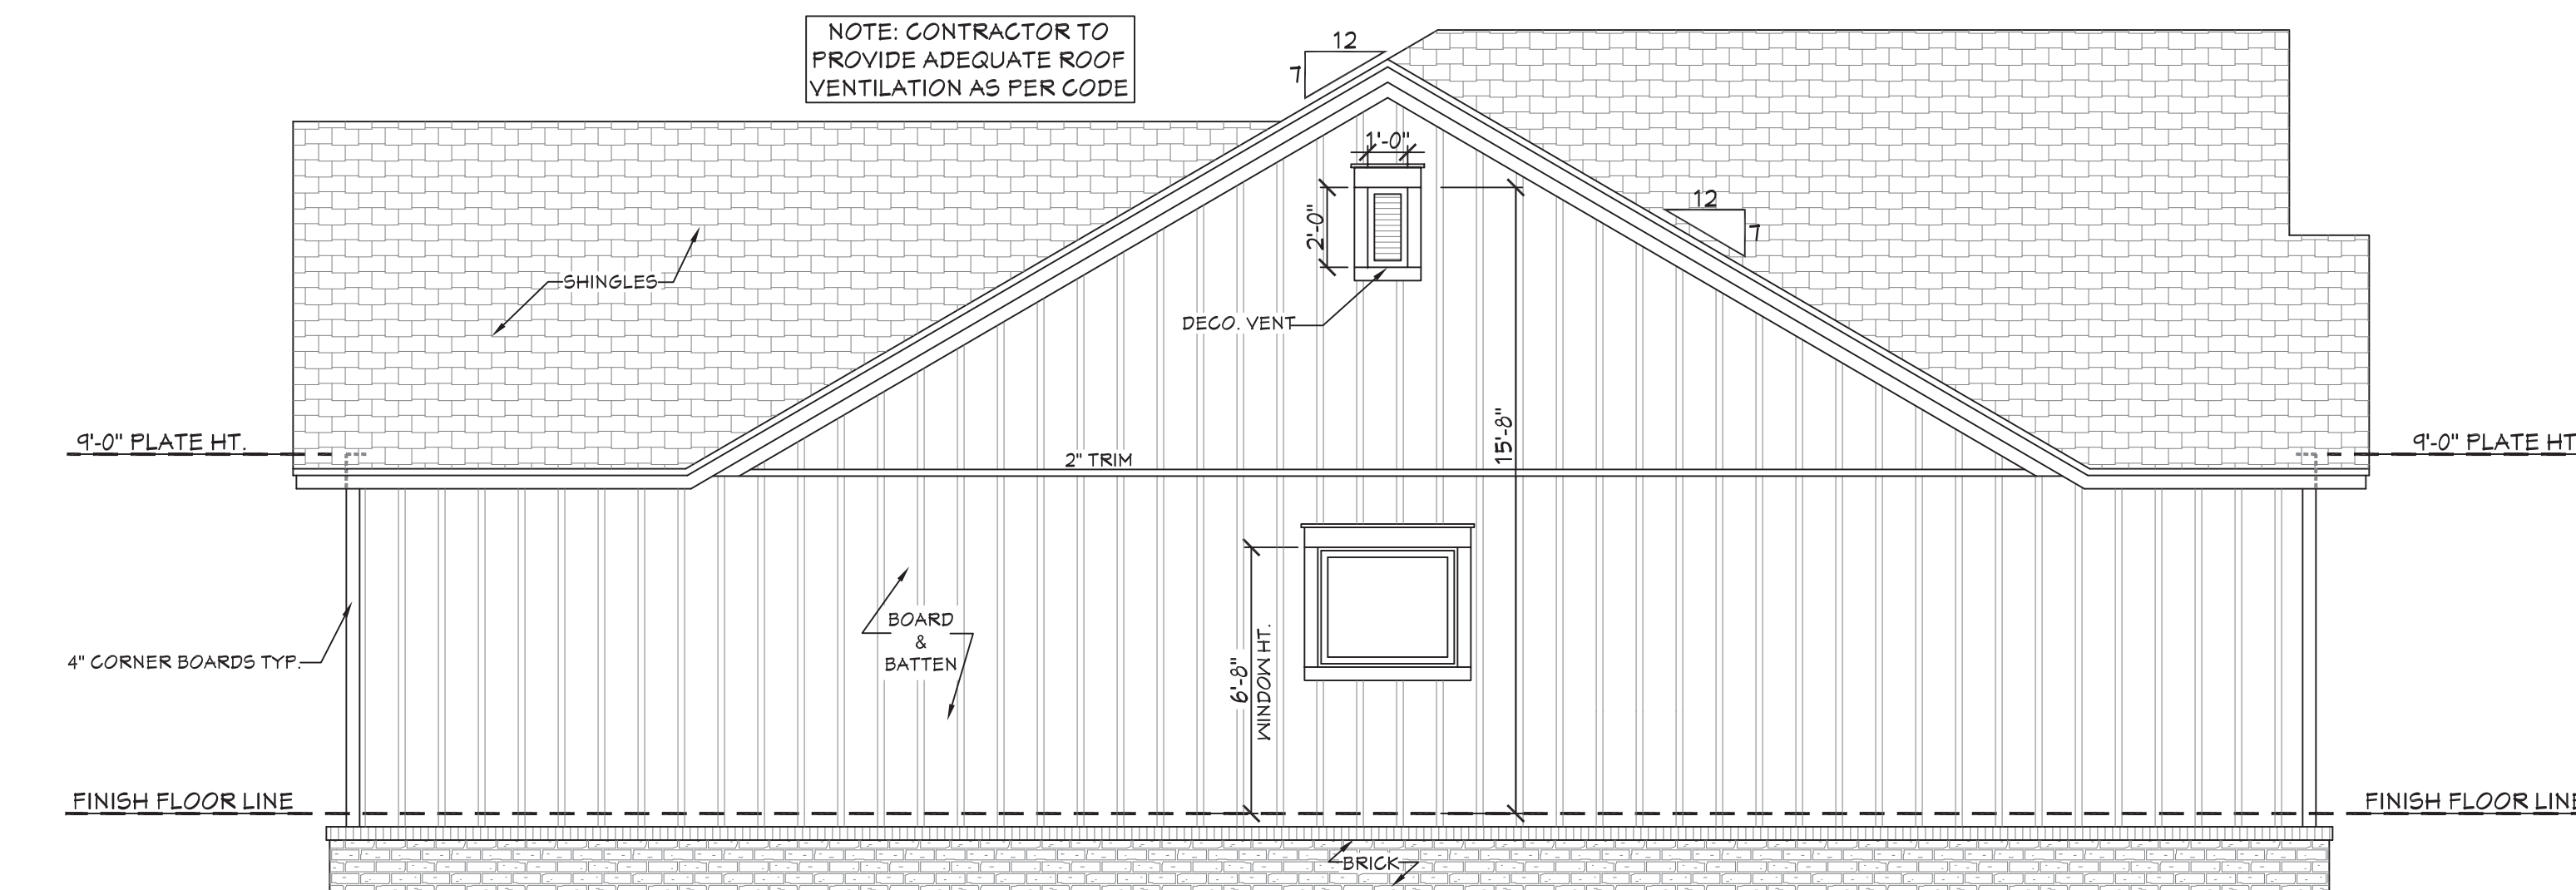 NOTE: CONTRACTOR TO
PROVIDE ADEQUATE ROOF
VENTILATION AS PER CODE
12
7
1'-0"
2'-0"
12
7
SHINGLES
DECO. VENT
15'-8"
9'-0" PLATE HT.
2" TRIM
9'-0" PLATE HT
BOARD
&
BATTEN
6'-8"
WINDOW HT.
4" CORNER BOARDS TYP.
FINISH FLOOR LINE
FINISH FLOOR LINE
BRICK